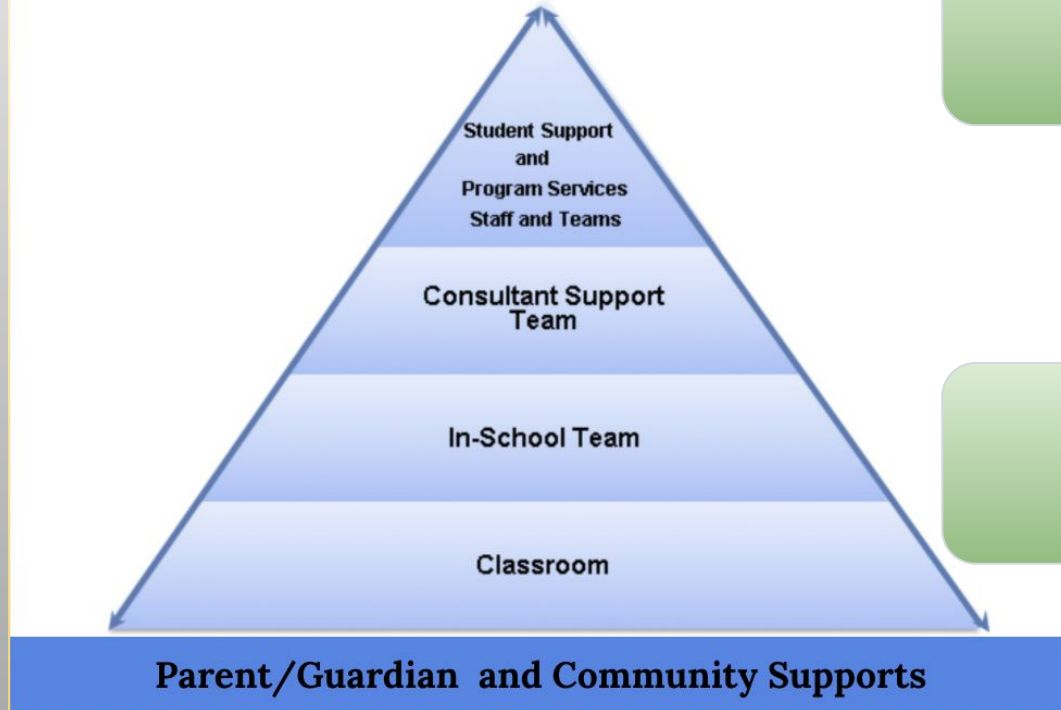 Student Support
and
Program Services
Staff and Teams
Consultant Support
Team
In-School Team
Classroom
Parent/Guardian and Community Supports